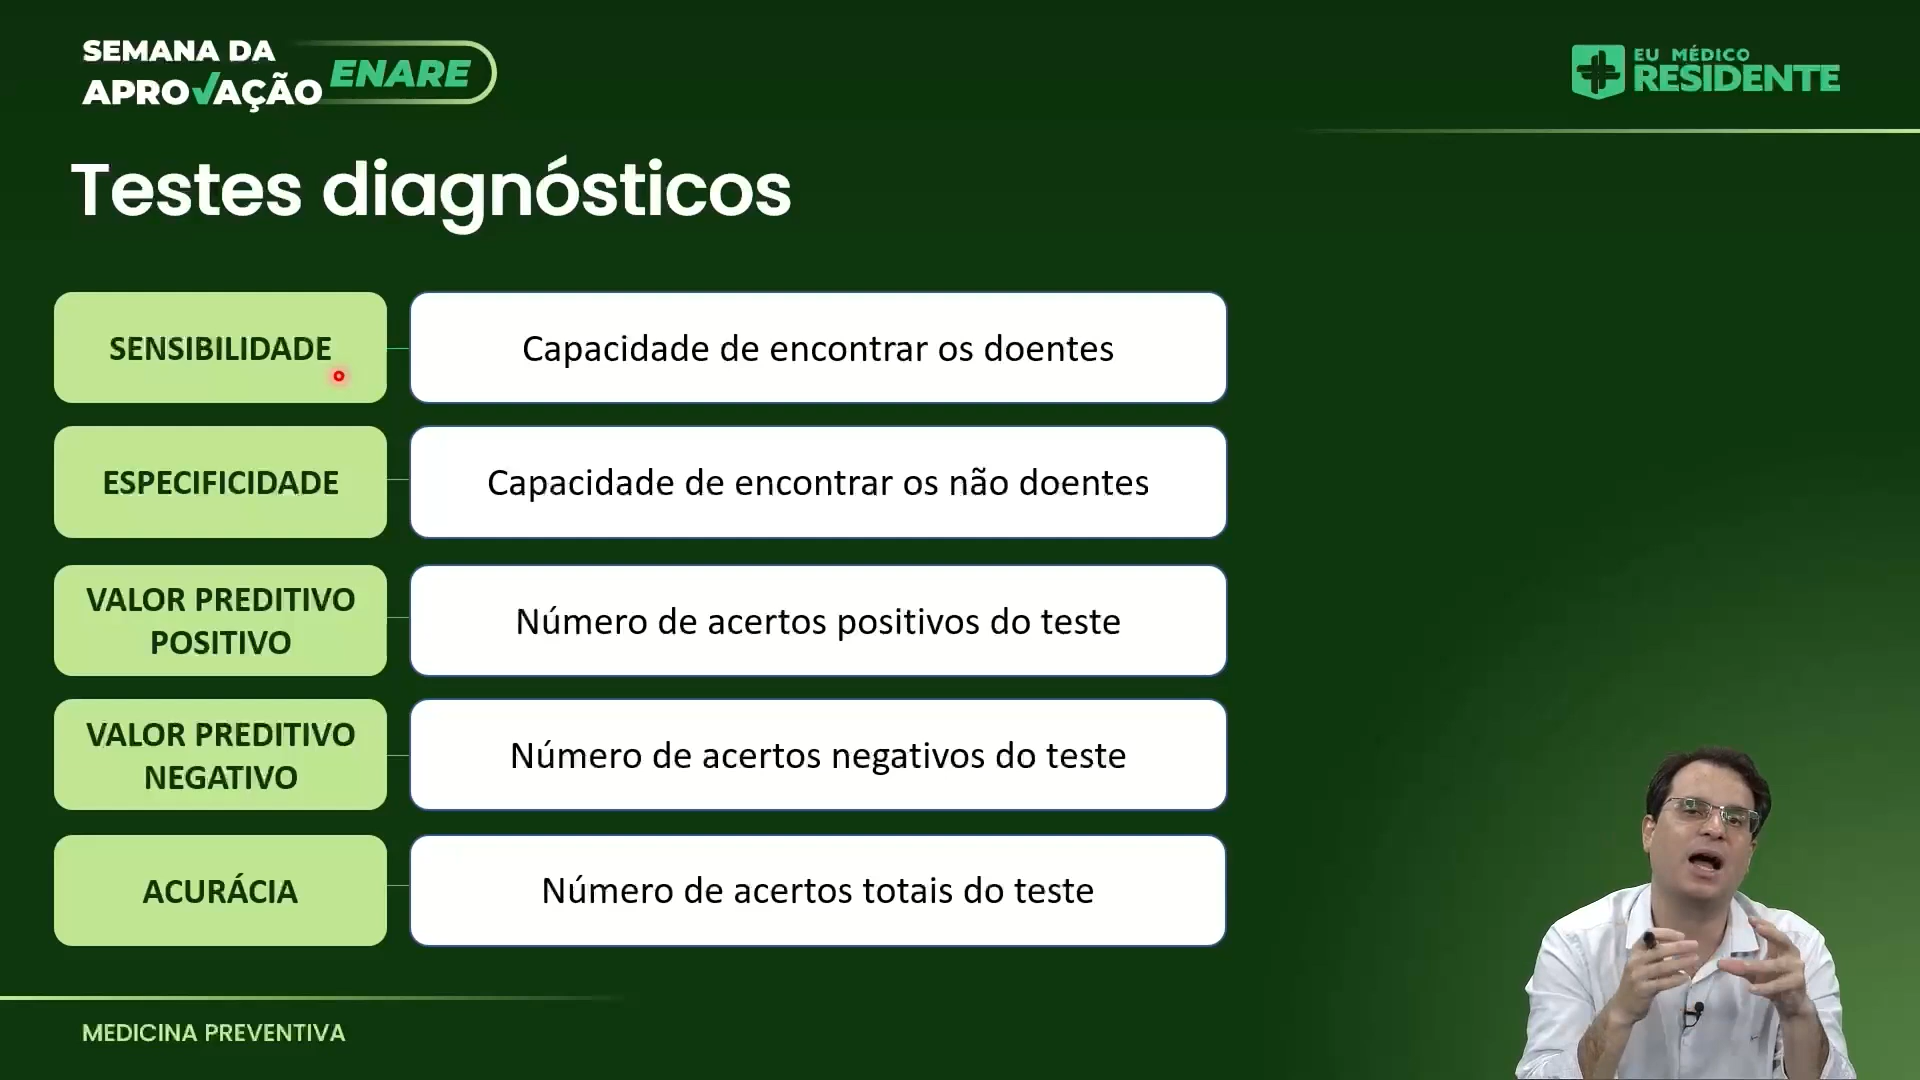 SEMANA DA
APROVAÇÃO ENARE
EU MÉDICO
RESIDENTE
Testes diagnósticos
SENSIBILIDADE
Capacidade de encontrar os doentes
ESPECIFICIDADE
Capacidade de encontrar os não doentes
VALOR PREDITIVO
POSITIVO
Número de acertos positivos do teste
VALOR PREDITIVO
NEGATIVO
Número de acertos negativos do teste
ACURÁCIA
Número de acertos totais do teste
MEDICINA PREVENTIVA